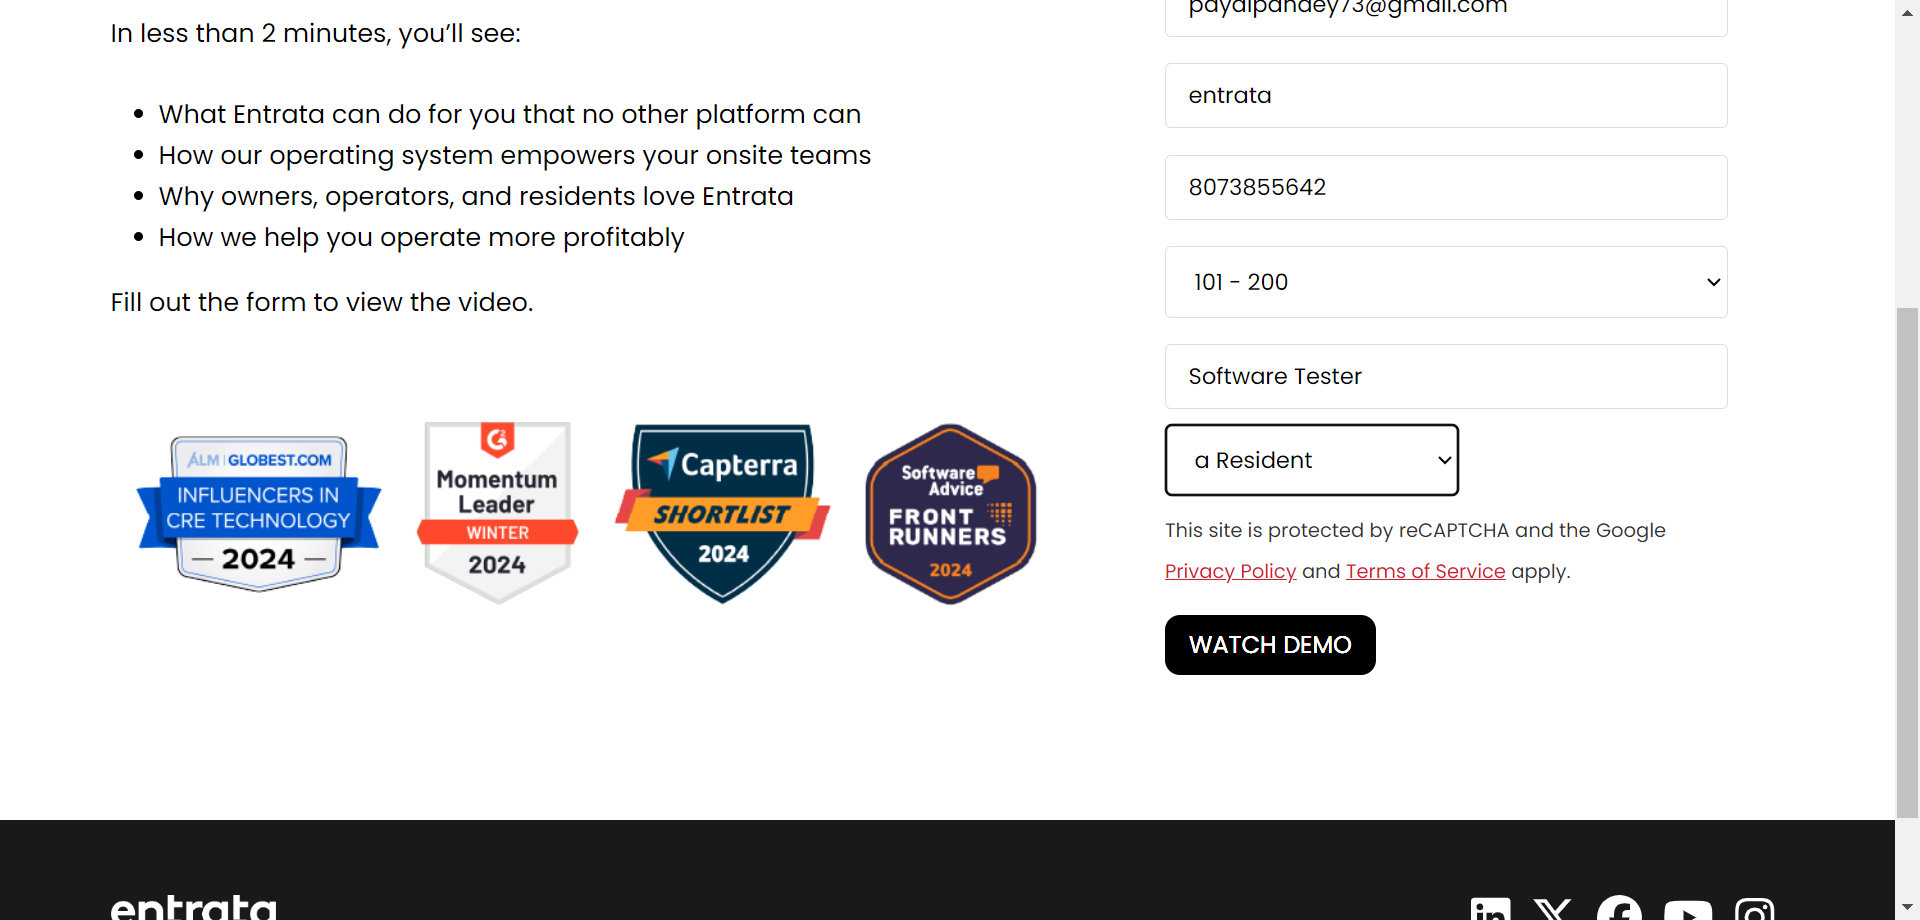 In less than 2 minutes, you’ll see:
What Entrata can do for you that no other platform can
How our operating system empowers your onsite teams
Why owners, operators, and residents love Entrata
How we help you operate more profitably
Fill out the form to view the video.
ALM | GLOBEST.COM
INFLUENCERS IN
CRE TECHNOLOGY
2024
G2
Momentum
Leader
WINTER
2024
Capterra
SHORTLIST
2024
Software
Advice
FRONT
RUNNERS
2024
payalpandey73@gmail.com
entrata
8073855642
101 - 200
Software Tester
a Resident
This site is protected by reCAPTCHA and the Google
Privacy Policy and Terms of Service apply.
WATCH DEMO
entrata